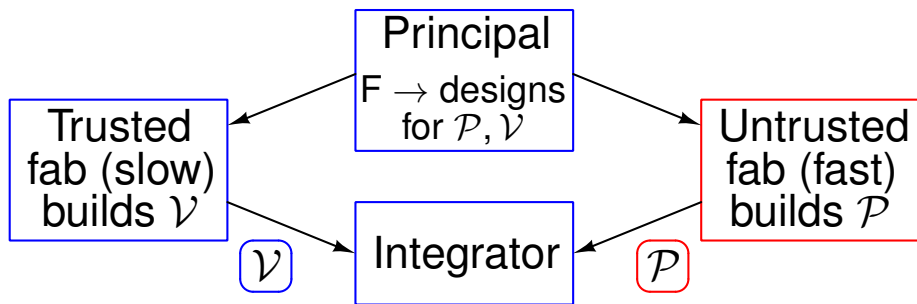 Principal
F → designs
for 𝒫, 𝒱
Trusted
fab (slow)
builds 𝒱
Untrusted
fab (fast)
builds 𝒫
Integrator
𝒱
𝒫